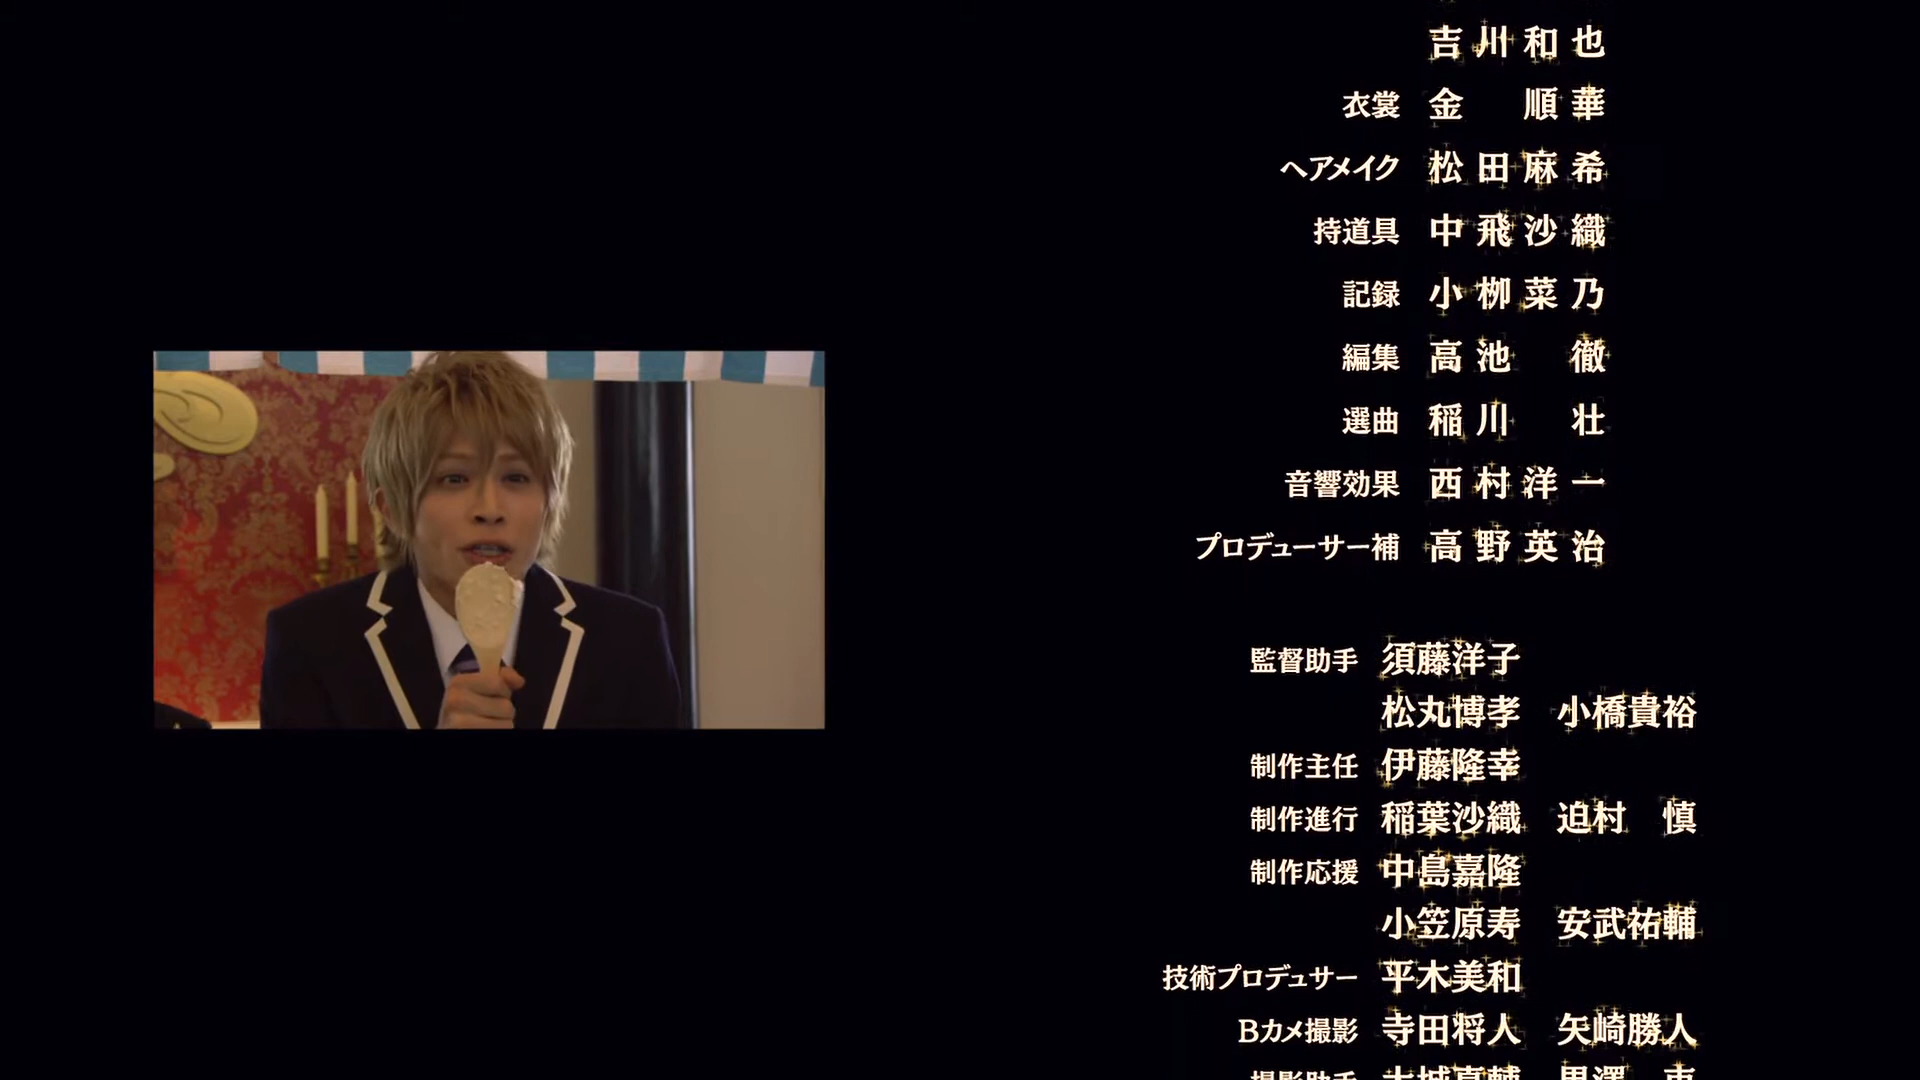 吉川和也
衣裳 金 順華
ヘアメイク 松田麻希
持道具 中飛沙織
記録 小栁菜乃
編集 高池 徹
選曲 稲川 壮
音響効果 西村洋一
プロデューサー補 高野英治
監督助手 須藤洋子
松丸博孝 小橋貴裕
制作主任 伊藤隆幸
制作進行 稲葉沙織 迫村 慎
制作応援 中島嘉隆
小笠原寿 安武祐輔
技術プロデュサー 平木美和
Bカメ撮影 寺田将人 矢崎勝人